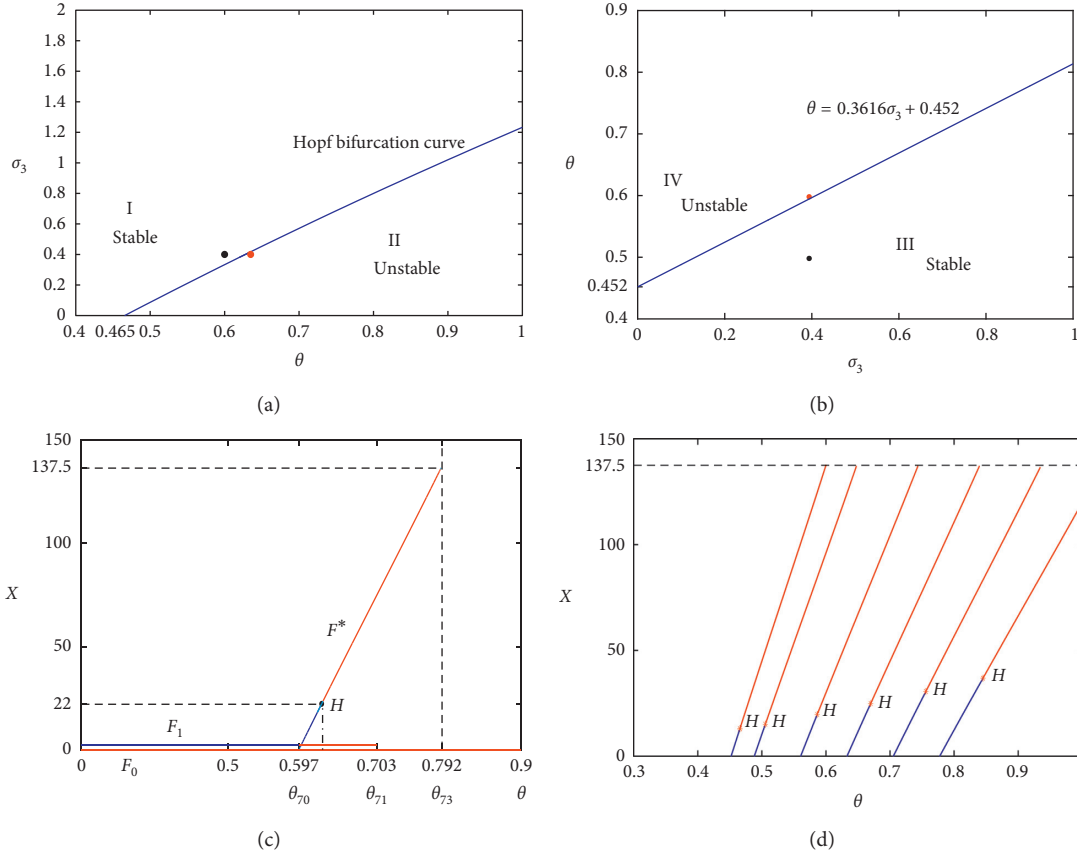 2
1.8
1.6
1.4
1.2
1
0.8
0.6
0.4
0.2
0
σ3
Hopf bifurcation curve
I
Stable
II
Unstable
0.4 0.465 0.5 0.6 0.7 0.8 0.9 1
θ
(a)
0.9
0.8
0.7
0.6
0.5
0.452
0.4
θ
θ = 0.3616σ3 + 0.452
IV
Unstable
III
Stable
0 0.2 0.4 0.6 0.8 1
σ3
(b)
150
137.5
100
50
22
0
X
F*
H
F1
0 F0 0.5 0.597 0.703 0.792 0.9
θ70 θ71 θ73 θ
(c)
150
137.5
100
50
0
X
H H H H H H
0.3 0.4 0.5 0.6 0.7 0.8 0.9
θ
(d)